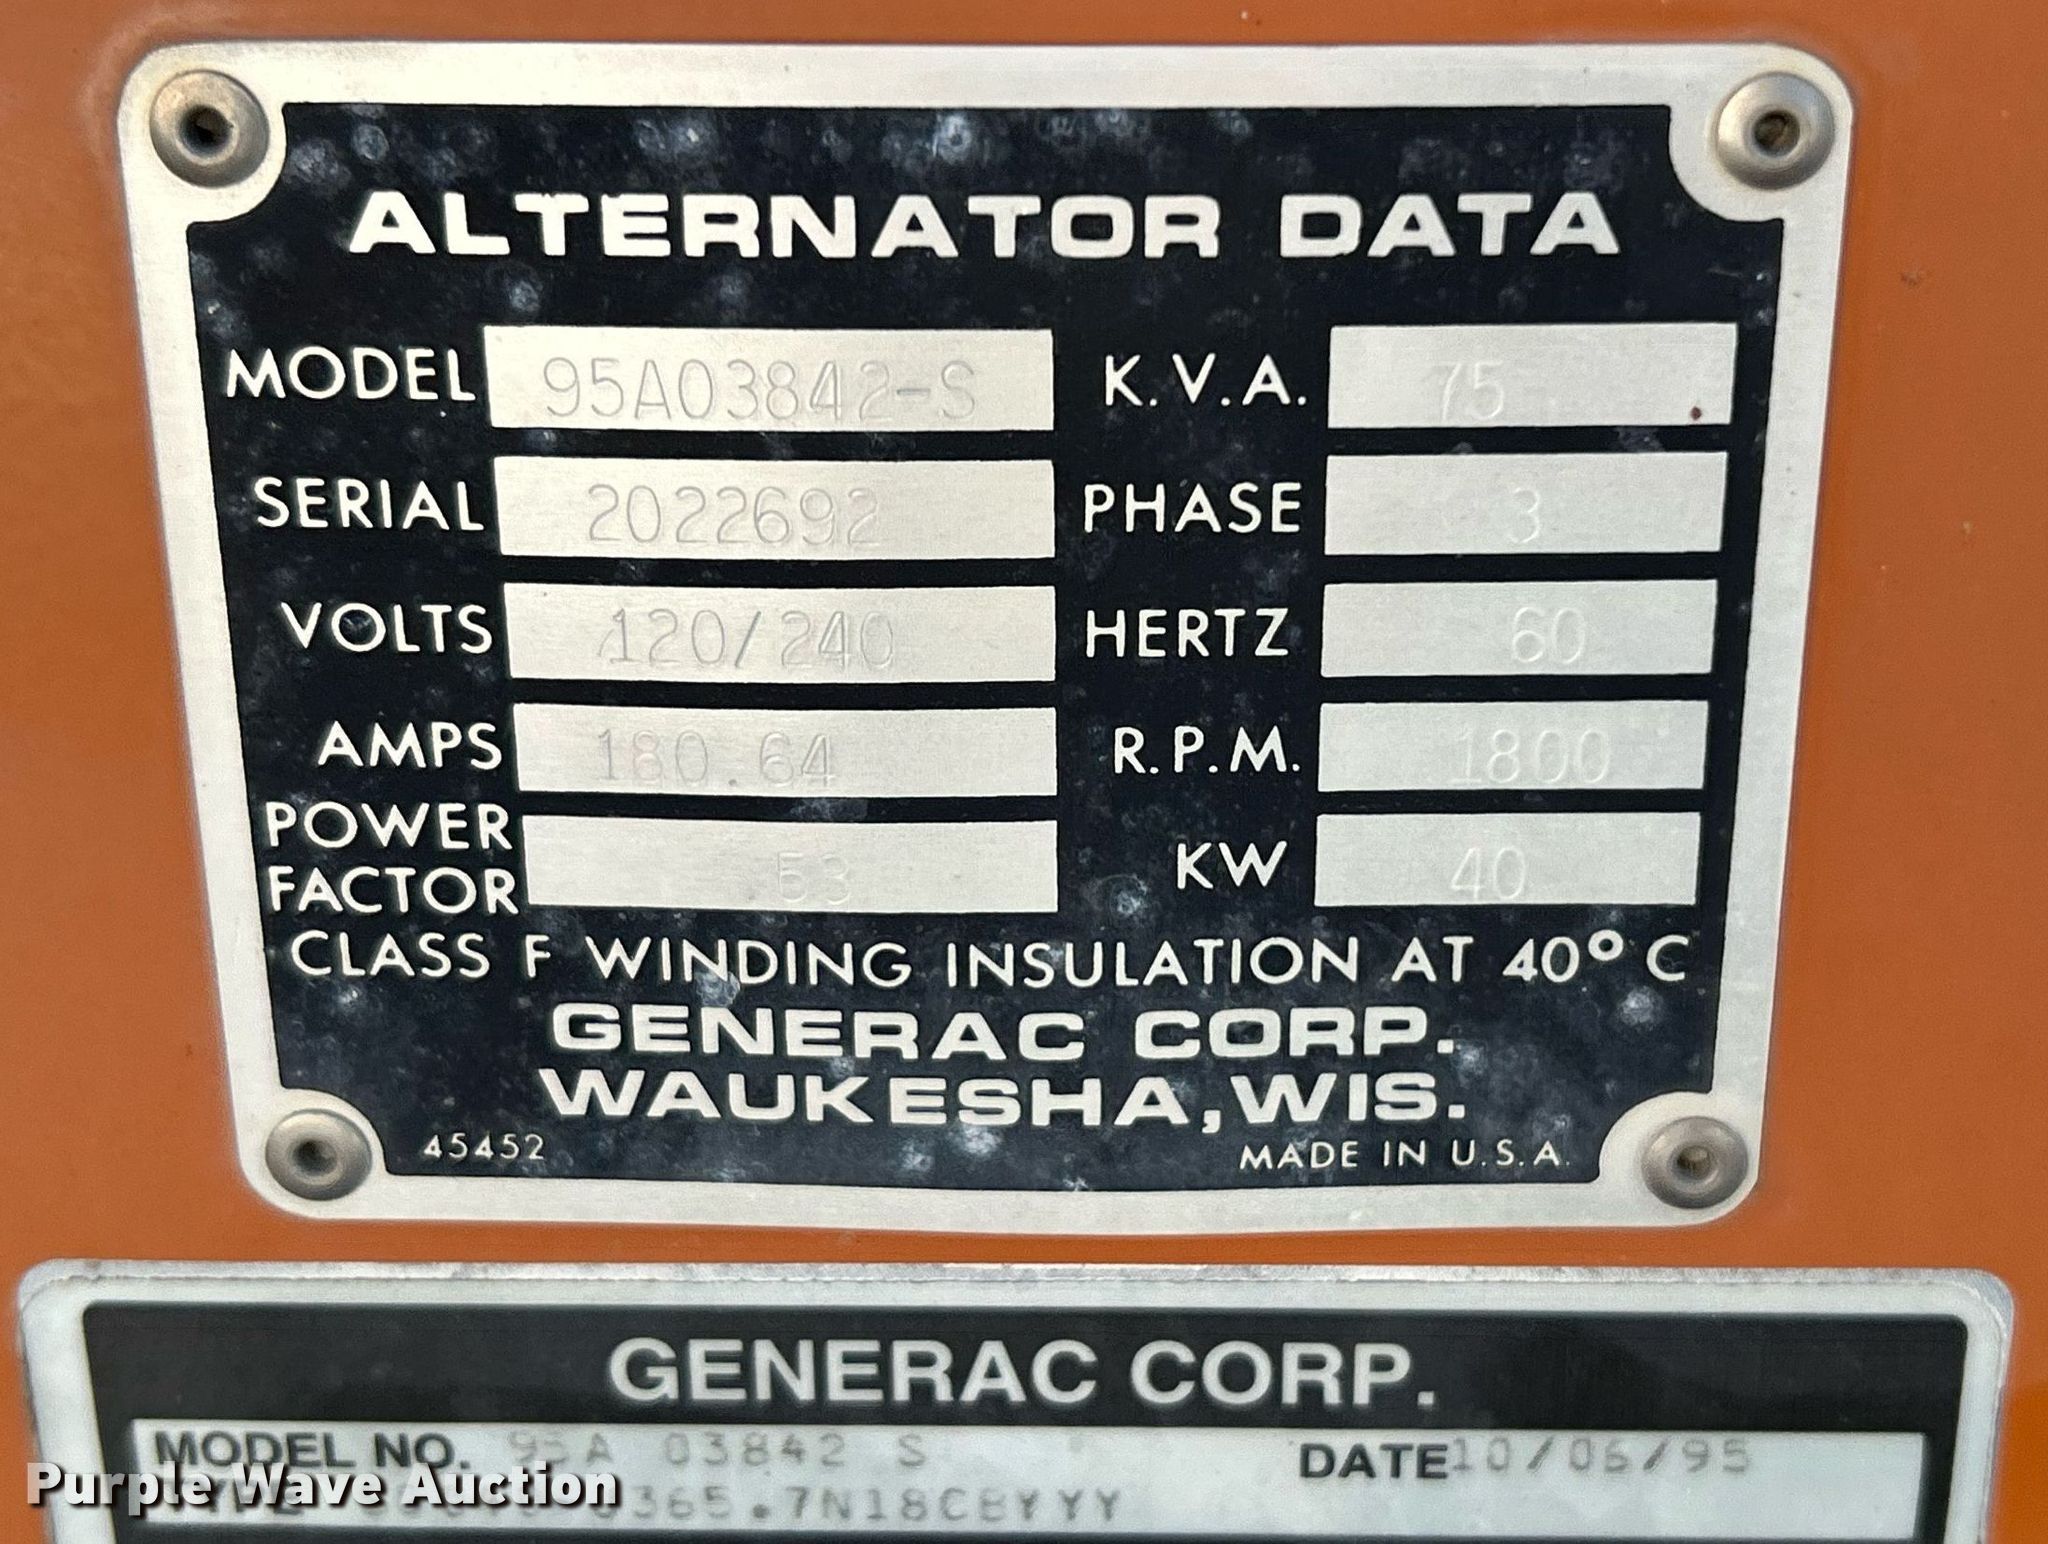 ALTERNATOR DATA
MODEL 95A03842-S K.V.A. 75
SERIAL 2022692 PHASE 3
VOLTS 120/240 HERTZ 60
AMPS 180.64 R.P.M. 1800
POWER FACTOR 53 KW 40
CLASS F WINDING INSULATION AT 40° C
GENERAC CORP.
WAUKESHA, WIS.
45452 MADE IN U.S.A.
GENERAC CORP.
MODEL NO. 95A 03842 S DATE 10/06/95
Purple Wave Auction